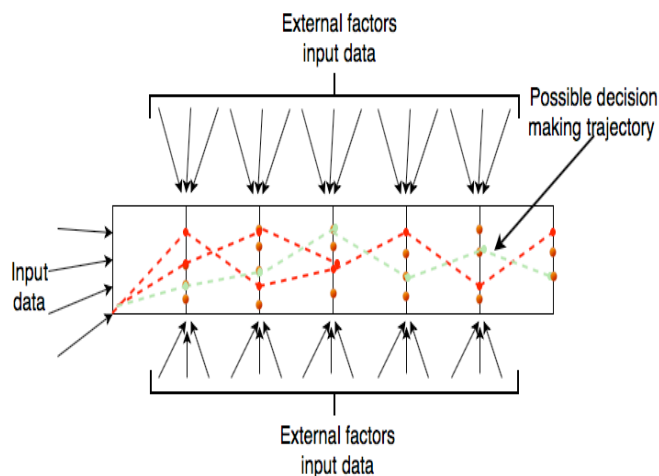 External factors
input data
Possible decision
making trajectory
Input
data
External factors
input data